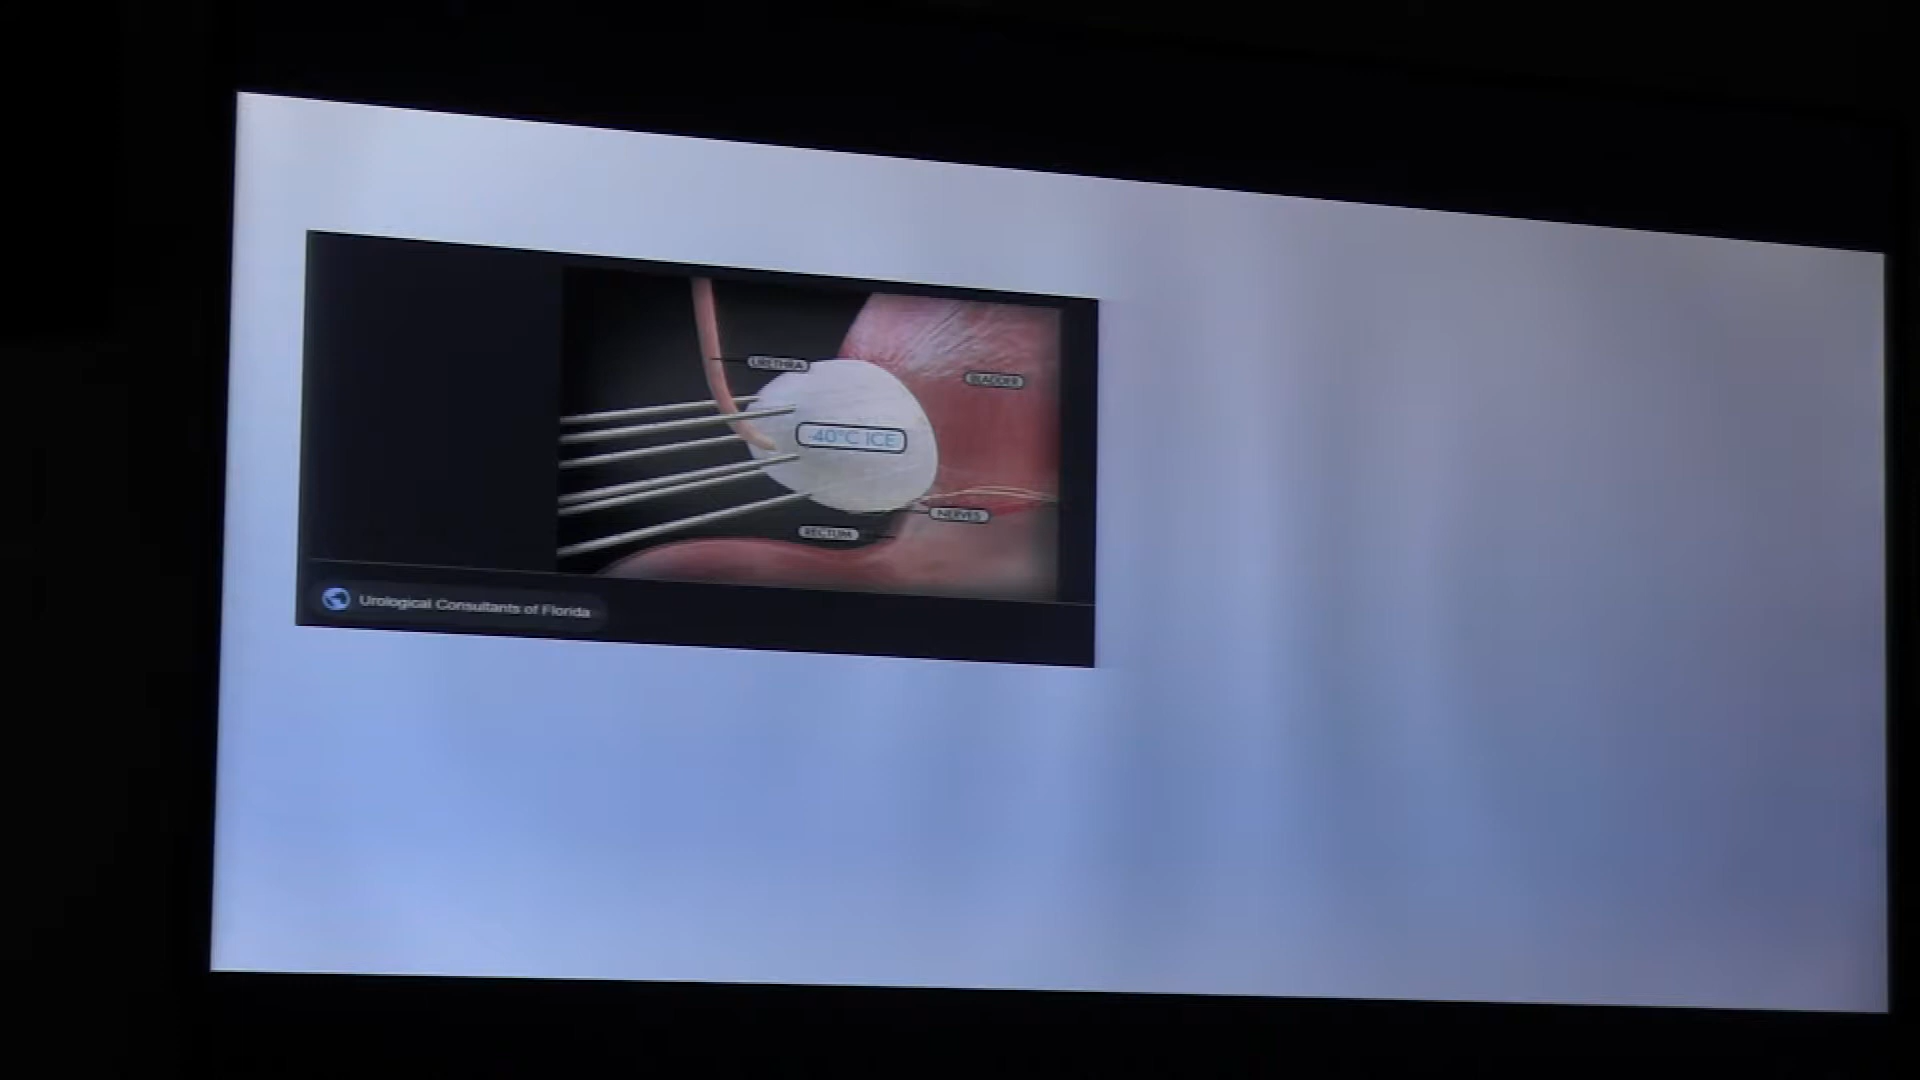 URETHRA
BLADDER
-40°C ICE
NERVES
RECTUM
Urological Consultants of Florida